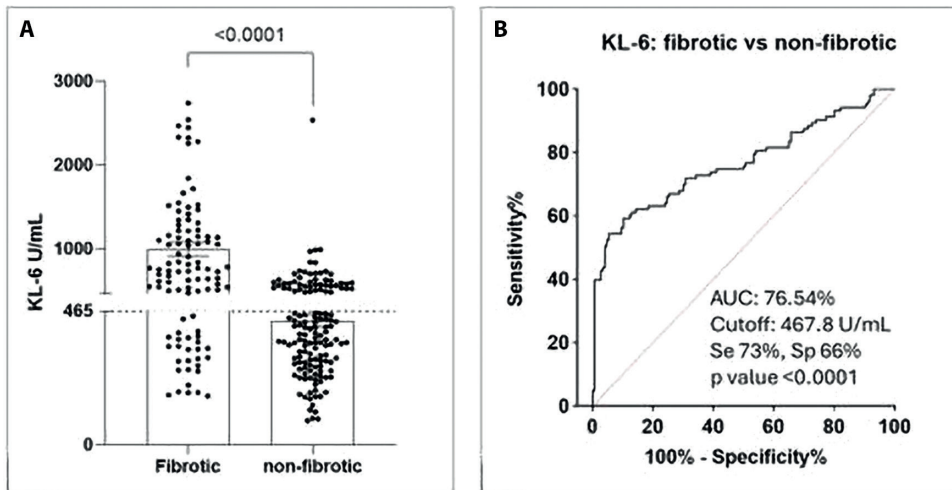 A
<0.0001
KL-6 U/mL
3000
2000
1000
465
0
Fibrotic
non-fibrotic
B
KL-6: fibrotic vs non-fibrotic
Sensitivity%
100
80
60
40
20
0
AUC: 76.54%
Cutoff: 467.8 U/mL
Se 73%, Sp 66%
p value <0.0001
0 20 40 60 80 100
100% - Specificity%